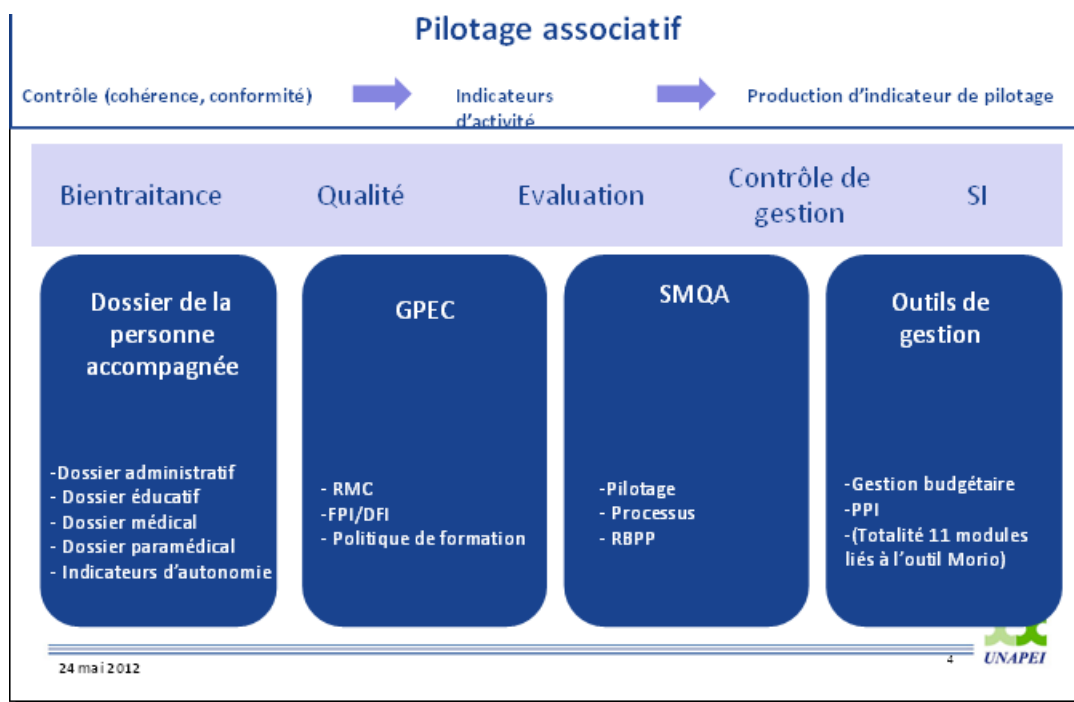 Pilotage associatif
Contrôle (cohérence, conformité)
Indicateurs
d'activité
Production d'indicateur de pilotage
Bientraitance
Qualité
Evaluation
Contrôle de
gestion
SI
Dossier de la
personne
accompagnée
-Dossier administratif
- Dossier éducatif
- Dossier médical
- Dossier paramédical
- Indicateurs d'autonomie
GPEC
- RMC
-FPI/DFI
- Politique de formation
SMQA
-Pilotage
- Processus
- RBPP
Outils de
gestion
-Gestion budgétaire
-PPI
-(Totalité 11 modules
liés à l'outil Morio)
24 mai 2012
4
UNAPEI